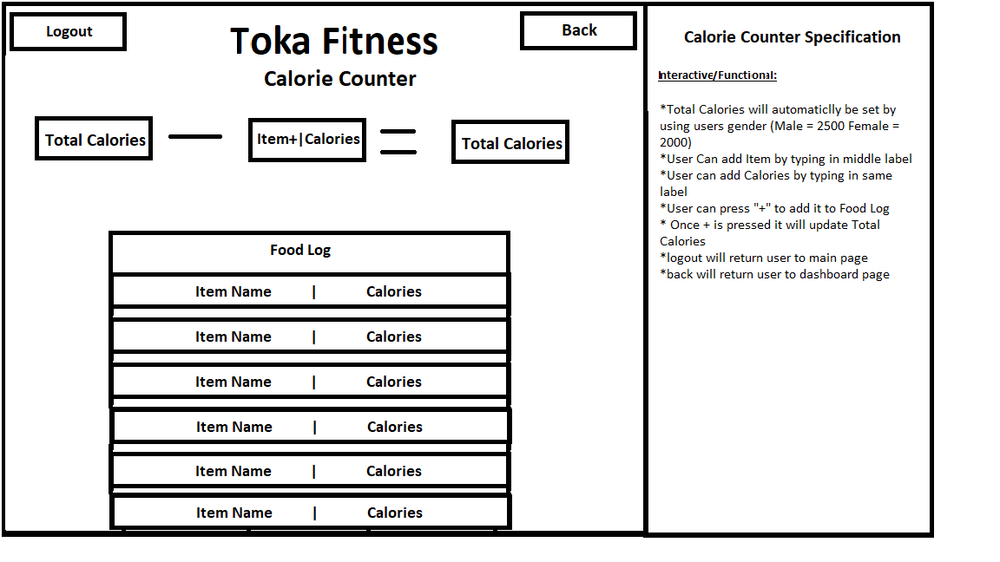 Logout
Toka Fitness
Back
Calorie Counter
Total Calories
Item+|Calories
Total Calories
Food Log
Item Name | Calories
Item Name | Calories
Item Name | Calories
Item Name | Calories
Item Name | Calories
Item Name | Calories
Calorie Counter Specification
Interactive/Functional:
*Total Calories will automaticlly be set by
using users gender (Male = 2500 Female =
2000)
*User Can add Item by typing in middle label
*User can add Calories by typing in same
label
*User can press "+" to add it to Food Log
* Once + is pressed it will update Total
Calories
*logout will return user to main page
*back will return user to dashboard page